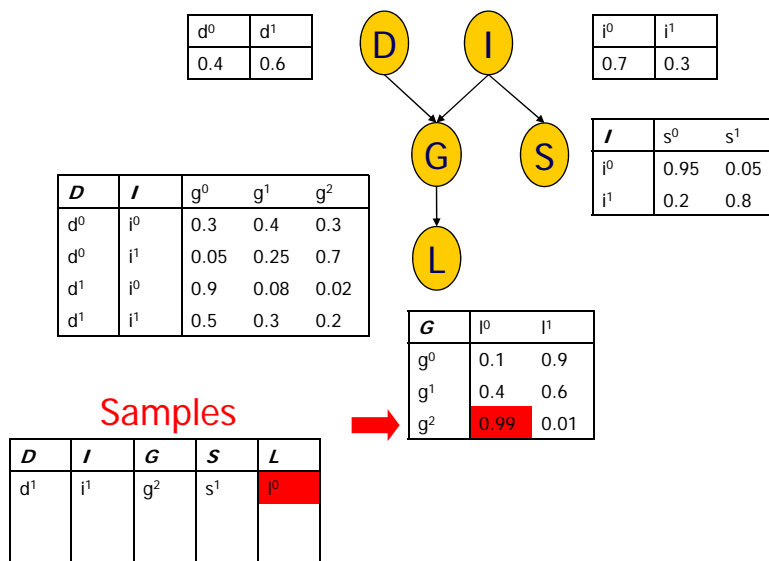 d⁰ d¹
0.4 0.6
D I
i⁰ i¹
0.7 0.3
G S
I s⁰ s¹
i⁰ 0.95 0.05
i¹ 0.2 0.8
D I g⁰ g¹ g²
d⁰ i⁰ 0.3 0.4 0.3
d⁰ i¹ 0.05 0.25 0.7
d¹ i⁰ 0.9 0.08 0.02
d¹ i¹ 0.5 0.3 0.2
L
G l⁰ l¹
g⁰ 0.1 0.9
g¹ 0.4 0.6
g² 0.99 0.01
Samples
D I G S L
d¹ i¹ g² s¹ l⁰